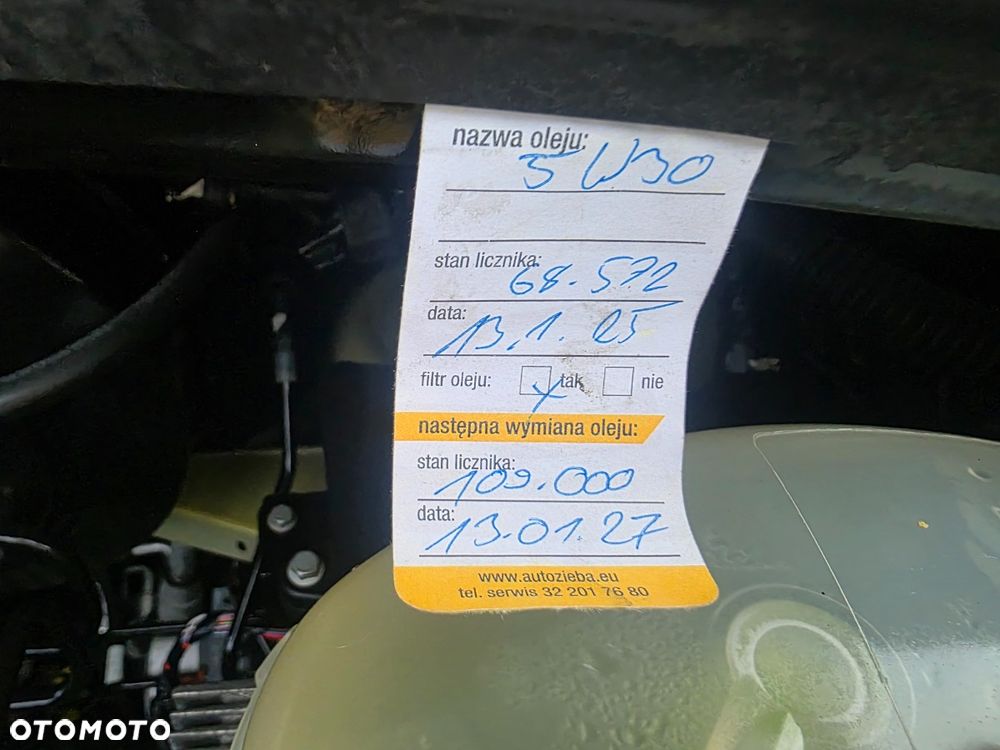 nazwa oleju:
5W30
stan licznika:
68.572
data:
13.1.25
filtr oleju: tak nie
następna wymiana oleju:
stan licznika:
109.000
data:
13.01.27
www.autozieba.eu
tel. serwis 32 201 76 80
OTOMOTO